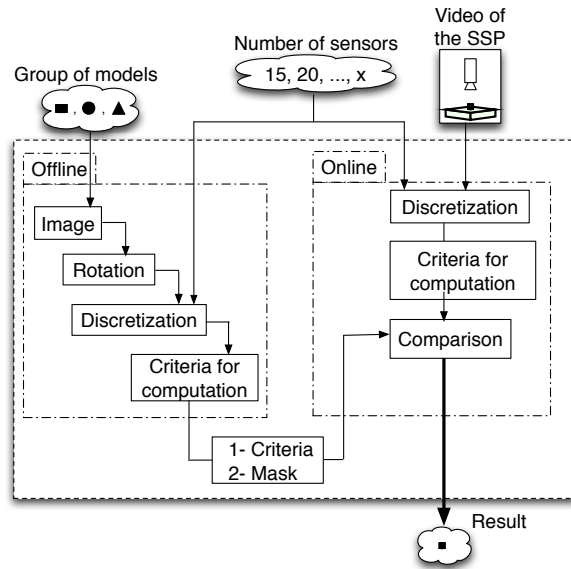 Number of sensors
15, 20, ..., x
Video of
the SSP
Group of models
Offline
Image
Rotation
Discretization
Criteria for
computation
Online
Discretization
Criteria for
computation
Comparison
1- Criteria
2- Mask
Result